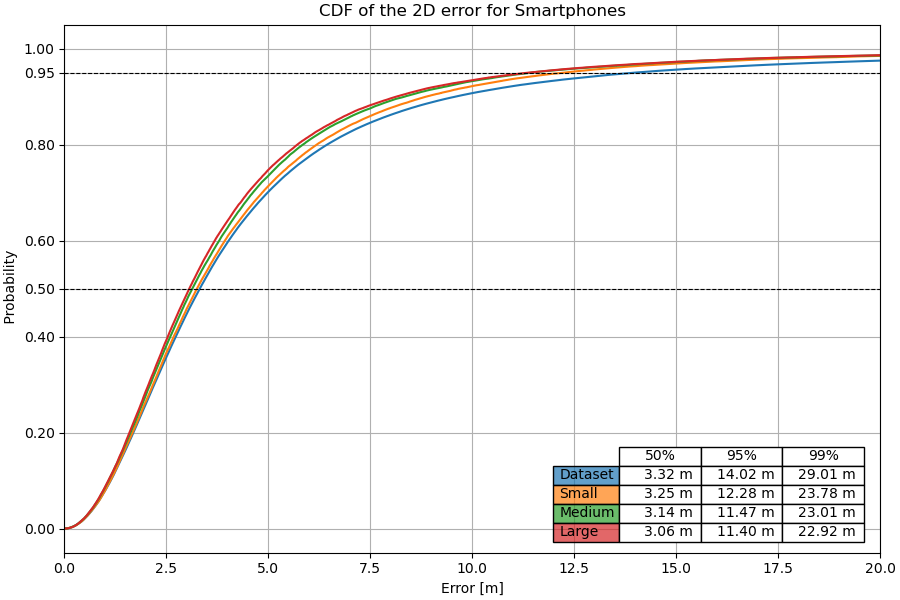 CDF of the 2D error for Smartphones
1.00
0.95
0.80
0.60
0.50
0.40
0.20
0.00
Probability
50% 95% 99%
Dataset 3.32 m 14.02 m 29.01 m
Small 3.25 m 12.28 m 23.78 m
Medium 3.14 m 11.47 m 23.01 m
Large 3.06 m 11.40 m 22.92 m
0.0 2.5 5.0 7.5 10.0 12.5 15.0 17.5 20.0
Error [m]